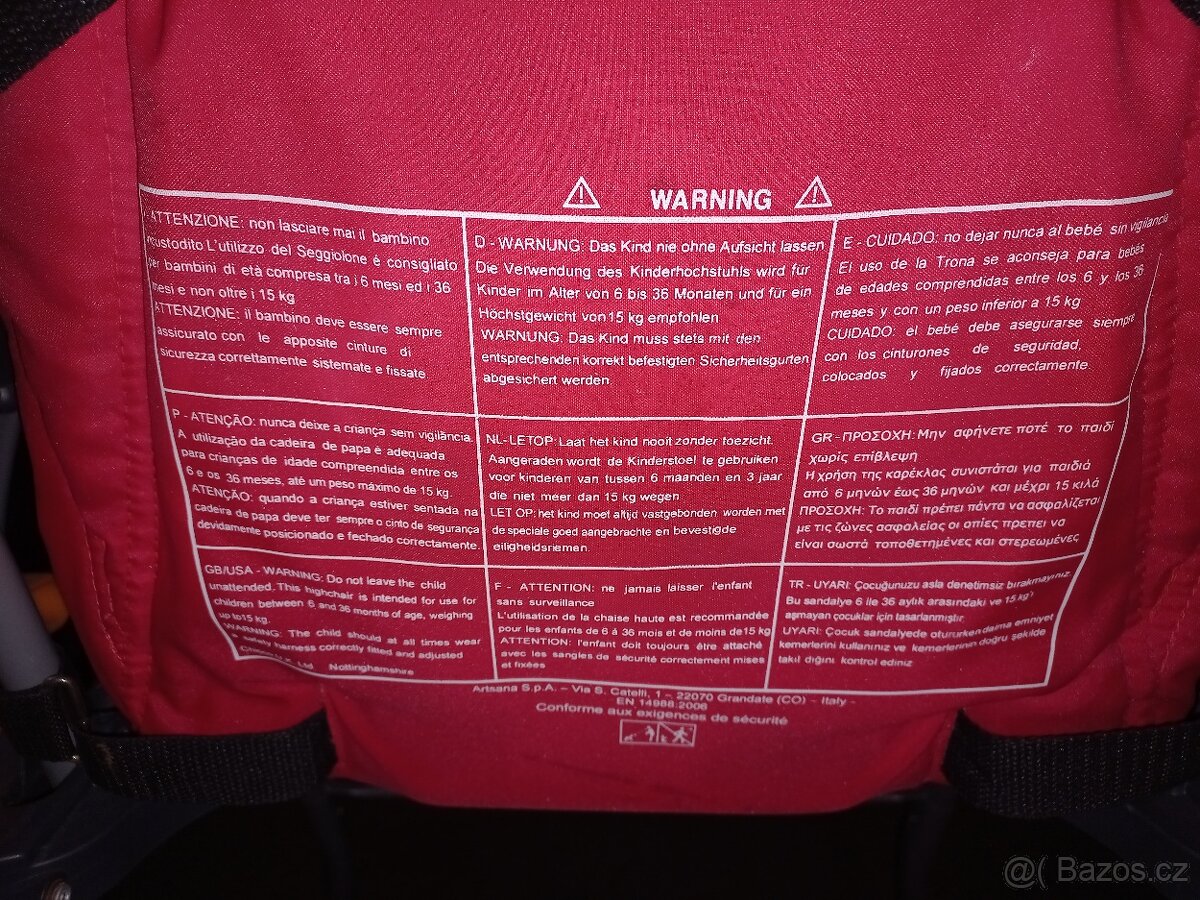 WARNING
ATTENZIONE: non lasciare mai il bambino
custodito L'utilizzo del Seggiolone é consigliato
per bambini di età compresa tra i 6 mesi ed i 36
mesi e non oltre i 15 kg
ATTENZIONE: il bambino deve essere sempre
assicurato con le apposite cinture di
sicurezza correttamente sistemate e fissate
D - WARNUNG: Das Kind nie ohne Aufsicht lassen
Die Verwendung des Kinderhochstuhls wird für
Kinder im Alter von 6 bis 36 Monaten und für ein
Höchstgewicht von 15 kg empfohlen
WARNUNG: Das Kind muss stets mit den
entsprechenden korrekt befestigten Sicherheitsgurten
abgesichert werden.
E - CUIDADO: no dejar nunca al bebé sin vigilancia
El uso de la Trona se aconseja para bebés
de edades comprendidas entre los 6 y los 36
meses y con un peso inferior a 15 kg
CUIDADO: el bebé debe asegurarse siempre
con los cinturones de seguridad,
colocados y fijados correctamente.
P - ATENÇÃO: nunca deixe a criança sem vigilância.
A utilização da cadeira de papa è adequada
para crianças de idade compreendida entre os
6 e os 36 meses, até um peso máximo de 15 kg.
ATENÇÃO: quando a criança estiver sentada na
cadeira de papa deve ter sempre o cinto de segurança
devidamente posicionado e fechado correctamente.
NL-LETOP: Laat het kind nooit zonder toezicht.
Aangeraden wordt de Kinderstoel te gebruiken
voor kinderen van tussen 6 maanden en 3 jaar
die niet meer dan 15 kg wegen
LET OP: het kind moet altijd vastgebonden worden met
de speciale goed aangebrachte en bevestigde
eiligheidsriemen.
GR - ΠΡΟΣΟΧΗ: Μην αφήνετε ποτέ το παιδί
χωρίς επίβλεψη
Η χρήση της καρέκλας συνιστάται για παιδιά
από 6 μηνών έως 36 μηνών και μέχρι 15 κιλά
ΠΡΟΣΟΧΗ: Το παιδί πρέπει πάντα να ασφαλίζεται
με τις ζώνες ασφαλείας οι οπίες πρεπει να
είναι σωστά τοποθετημένες και στερεωμένες
GB/USA - WARNING: Do not leave the child
unattended. This highchair is intended for use for
children between 6 and 36 months of age, weighing
up to15 kg.
WARNING: The child should at all times wear
safety harness correctly fitted and adjusted
Ltd Nottinghamshire
F - ATTENTION: ne jamais laisser l'enfant
sans surveillance
L'utilisation de la chaise haute est recommandée
pour les enfants de 6 á 36 mois et de moins de15 kg
ATTENTION: l'enfant doit toujours être attaché
avec les sangles de sécurité correctement mises
et fixées
TR - UYARI: Çocuğunuzu asla denetimsiz bırakmayınız
Bu sandalye 6 ile 36 aylık arasındaki ve 15 kg'ı
aşmayan çocuklar için tasarlanmıştır.
UYARI: Çocuk sandalyede otururken daima emniyet
kemerlerini kullanınız ve kemerlerinin doğru şekilde
takıl dığını kontrol ediniz
Artsana S.p.A. - Via S. Catelli, 1 - 22070 Grandate (CO) - Italy -
EN 14988:2006
Conforme aux exigences de sécurité
@( Bazos.cz